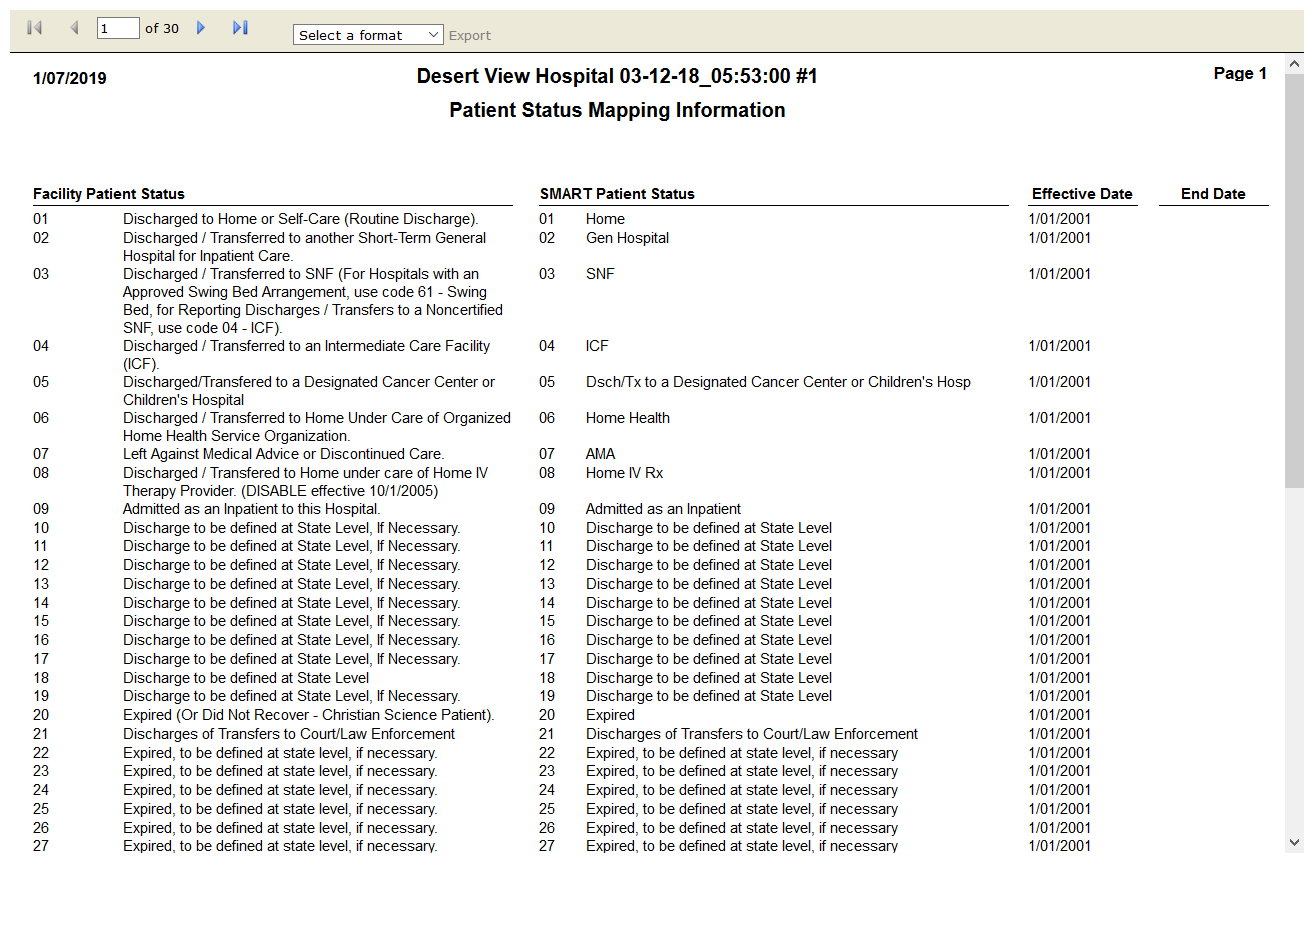 1 of 30 Select a format Export
1/07/2019 Desert View Hospital 03-12-18_05:53:00 #1 Page 1
Patient Status Mapping Information
Facility Patient Status SMART Patient Status Effective Date End Date
01 Discharged to Home or Self-Care (Routine Discharge). 01 Home 1/01/2001
02 Discharged / Transferred to another Short-Term General 02 Gen Hospital 1/01/2001
Hospital for Inpatient Care.
03 Discharged / Transferred to SNF (For Hospitals with an 03 SNF 1/01/2001
Approved Swing Bed Arrangement, use code 61 - Swing
Bed, for Reporting Discharges / Transfers to a Noncertified
SNF, use code 04 - ICF).
04 Discharged / Transferred to an Intermediate Care Facility 04 ICF 1/01/2001
(ICF).
05 Discharged/Transfered to a Designated Cancer Center or 05 Dsch/Tx to a Designated Cancer Center or Children's Hosp 1/01/2001
Children's Hospital
06 Discharged / Transferred to Home Under Care of Organized 06 Home Health 1/01/2001
Home Health Service Organization.
07 Left Against Medical Advice or Discontinued Care. 07 AMA 1/01/2001
08 Discharged / Transfered to Home under care of Home IV 08 Home IV Rx 1/01/2001
Therapy Provider. (DISABLE effective 10/1/2005)
09 Admitted as an Inpatient to this Hospital. 09 Admitted as an Inpatient 1/01/2001
10 Discharge to be defined at State Level, If Necessary. 10 Discharge to be defined at State Level 1/01/2001
11 Discharge to be defined at State Level, If Necessary. 11 Discharge to be defined at State Level 1/01/2001
12 Discharge to be defined at State Level, If Necessary. 12 Discharge to be defined at State Level 1/01/2001
13 Discharge to be defined at State Level, If Necessary. 13 Discharge to be defined at State Level 1/01/2001
14 Discharge to be defined at State Level, If Necessary. 14 Discharge to be defined at State Level 1/01/2001
15 Discharge to be defined at State Level, If Necessary. 15 Discharge to be defined at State Level 1/01/2001
16 Discharge to be defined at State Level, If Necessary. 16 Discharge to be defined at State Level 1/01/2001
17 Discharge to be defined at State Level, If Necessary. 17 Discharge to be defined at State Level 1/01/2001
18 Discharge to be defined at State Level 18 Discharge to be defined at State Level 1/01/2001
19 Discharge to be defined at State Level, If Necessary. 19 Discharge to be defined at State Level 1/01/2001
20 Expired (Or Did Not Recover - Christian Science Patient). 20 Expired 1/01/2001
21 Discharges of Transfers to Court/Law Enforcement 21 Discharges of Transfers to Court/Law Enforcement 1/01/2001
22 Expired, to be defined at state level, if necessary. 22 Expired, to be defined at state level, if necessary 1/01/2001
23 Expired, to be defined at state level, if necessary. 23 Expired, to be defined at state level, if necessary 1/01/2001
24 Expired, to be defined at state level, if necessary. 24 Expired, to be defined at state level, if necessary 1/01/2001
25 Expired, to be defined at state level, if necessary. 25 Expired, to be defined at state level, if necessary 1/01/2001
26 Expired, to be defined at state level, if necessary. 26 Expired, to be defined at state level, if necessary 1/01/2001
27 Expired, to be defined at state level, if necessary. 27 Expired, to be defined at state level, if necessary 1/01/2001